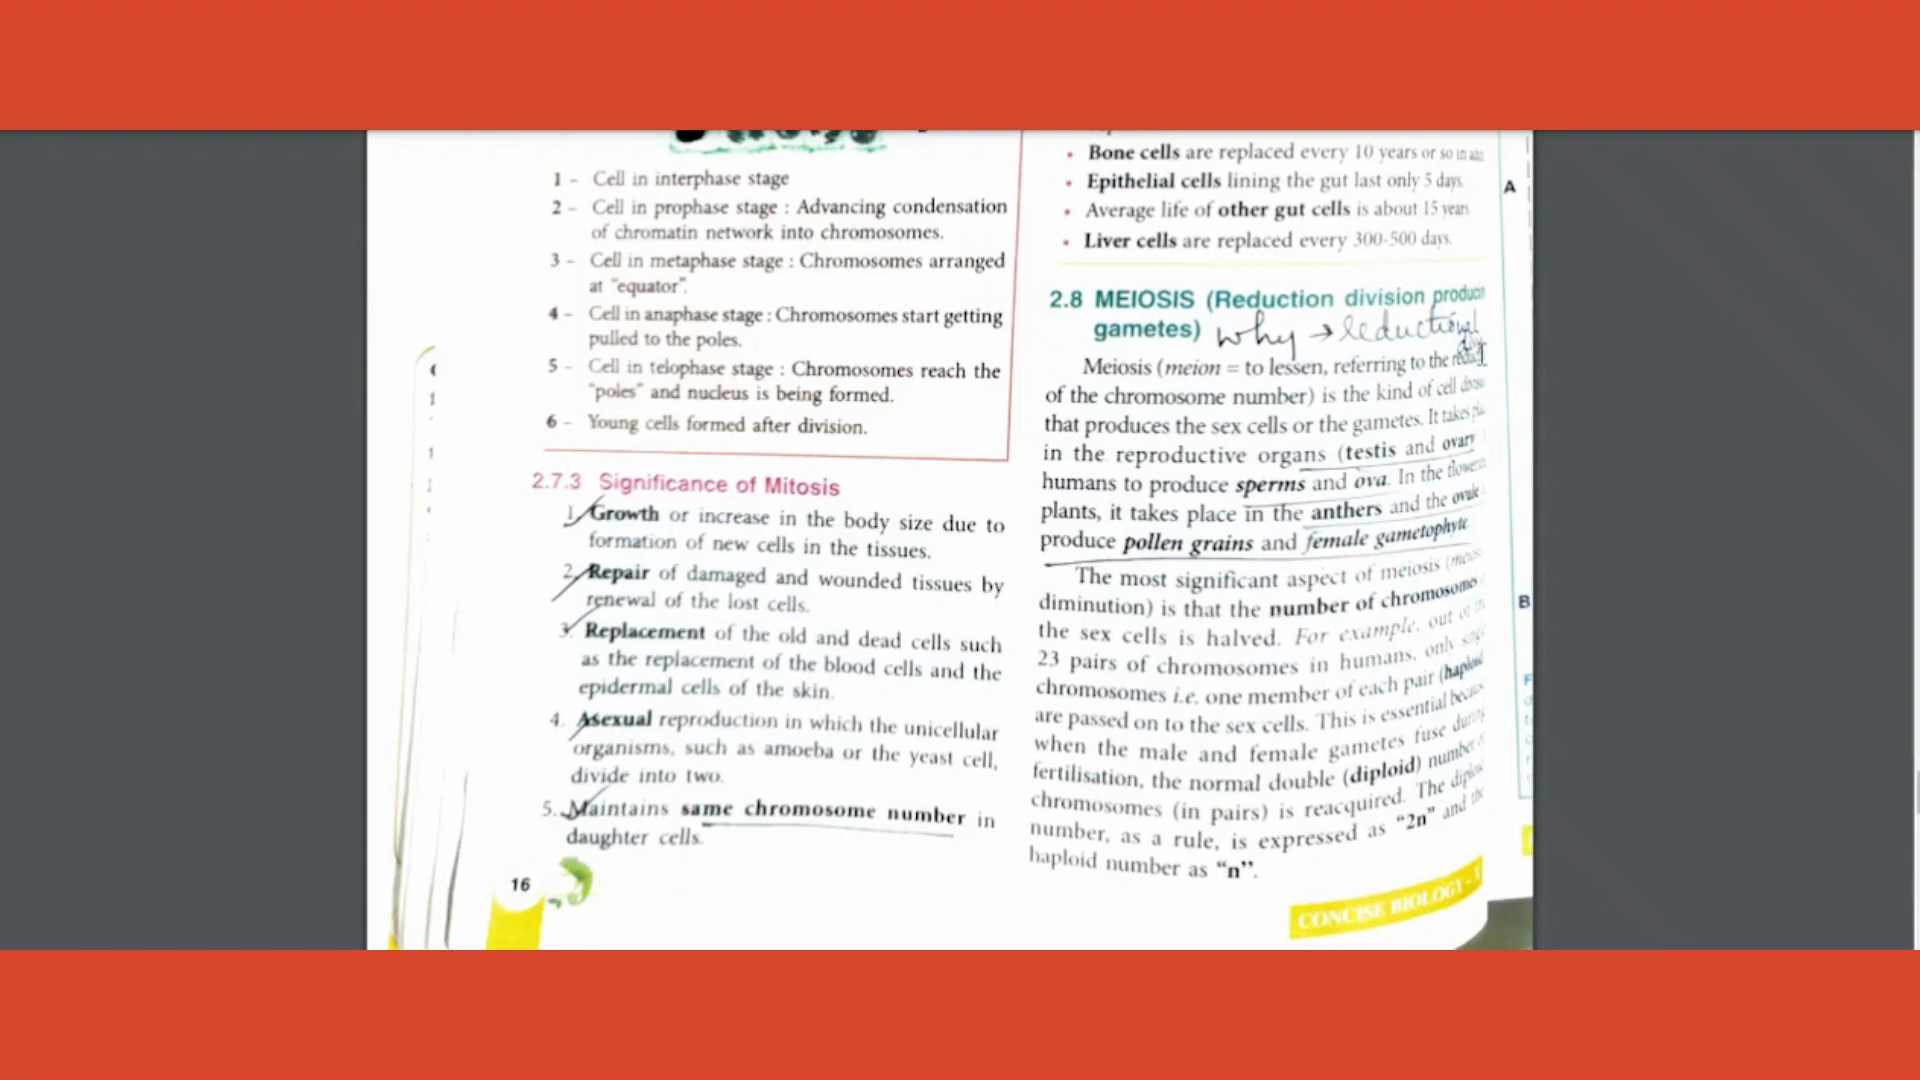 1 - Cell in interphase stage
2 - Cell in prophase stage : Advancing condensation
of chromatin network into chromosomes.
3 - Cell in metaphase stage : Chromosomes arranged
at "equator".
4 - Cell in anaphase stage : Chromosomes start getting
pulled to the poles.
5 - Cell in telophase stage : Chromosomes reach the
"poles" and nucleus is being formed.
6 - Young cells formed after division.
2.7.3 Significance of Mitosis
1. Growth or increase in the body size due to
formation of new cells in the tissues.
2. Repair of damaged and wounded tissues by
renewal of the lost cells.
3. Replacement of the old and dead cells such
as the replacement of the blood cells and the
epidermal cells of the skin.
4. Asexual reproduction in which the unicellular
organisms, such as amoeba or the yeast cell,
divide into two.
5. Maintains same chromosome number in
daughter cells.
16
• Bone cells are replaced every 10 years or so in
• Epithelial cells lining the gut last only 5 days.
• Average life of other gut cells is about 15 years
• Liver cells are replaced every 300-500 days.
2.8 MEIOSIS (Reduction division
gametes) why → reductional
Meiosis (meion = to lessen, referring to the
of the chromosome number) is the kind of cell
that produces the sex cells or the gametes. It takes
in the reproductive organs (testis and ovary
humans to produce sperms and ova. In the
plants, it takes place in the anthers and the
produce pollen grains and female gametophyte
The most significant aspect of meiosis
diminution) is that the number of chromosomes
the sex cells is halved. For example, out of
23 pairs of chromosomes in humans, only
chromosomes i.e. one member of each pair (haploid
are passed on to the sex cells. This is essential
when the male and female gametes fuse during
fertilisation, the normal double (diploid) number
chromosomes (in pairs) is reacquired. The
number, as a rule, is expressed as "2n" and the
haploid number as "n".
CONCISE BIOLOGY
A
B